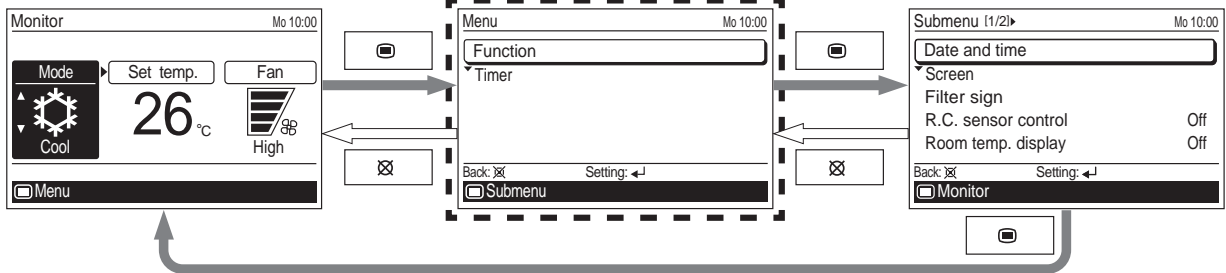 Monitor Mo 10:00
Mode Set temp. Fan
26 °C
Cool High
Menu
Menu Mo 10:00
Function
Timer
Back: Setting:
Submenu
Submenu [1/2] Mo 10:00
Date and time
Screen
Filter sign
R.C. sensor control Off
Room temp. display Off
Back: Setting:
Monitor